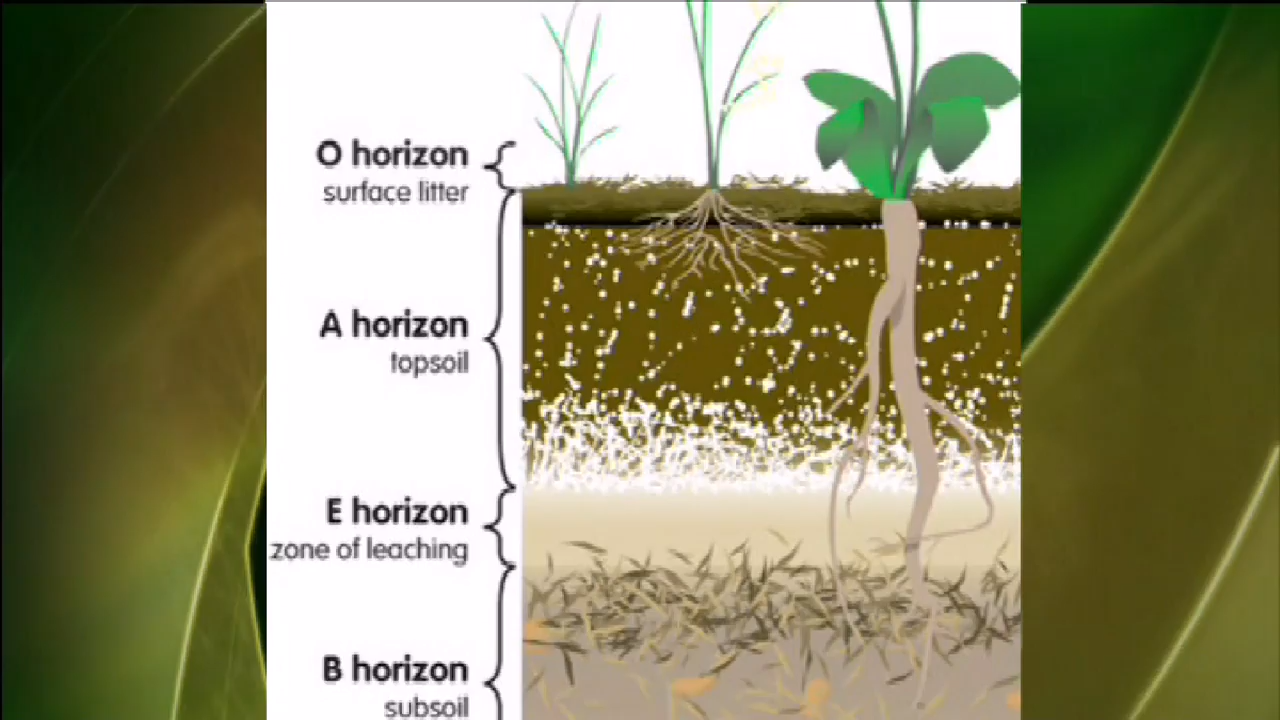 O horizon
surface litter
A horizon
topsoil
E horizon
zone of leaching
B horizon
subsoil